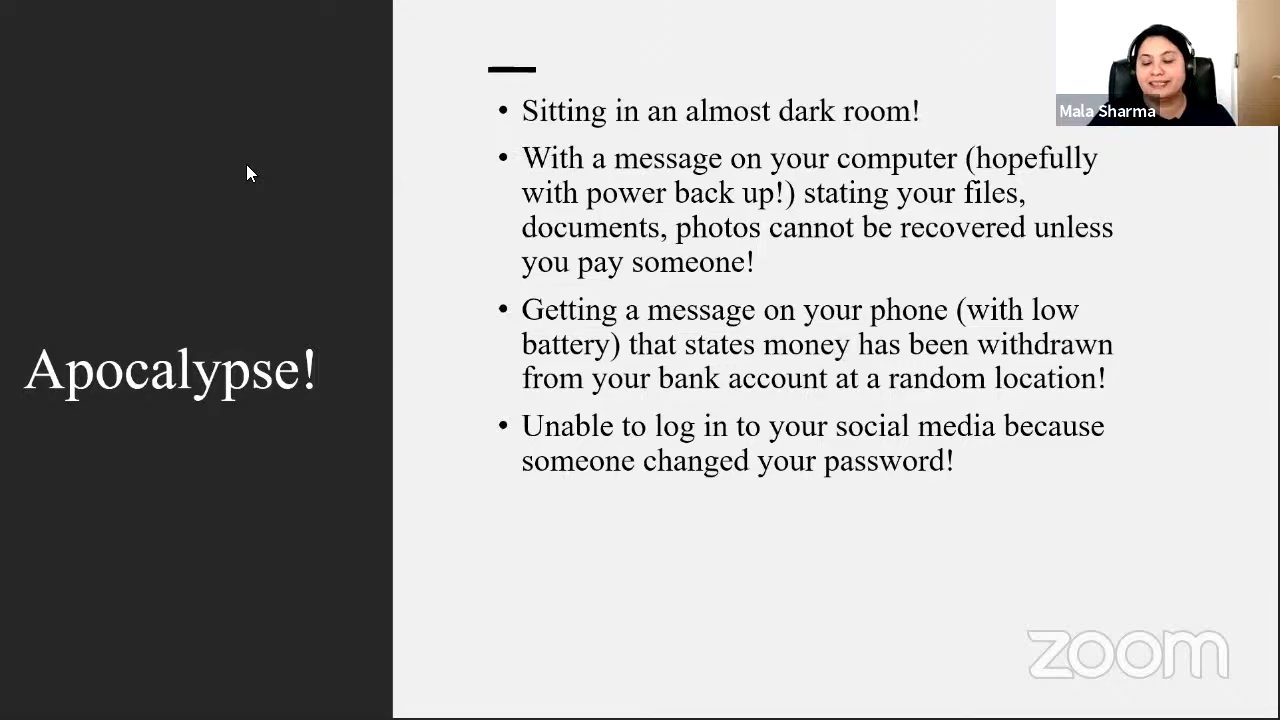 Apocalypse!
• Sitting in an almost dark room!
• With a message on your computer (hopefully
with power back up!) stating your files,
documents, photos cannot be recovered unless
you pay someone!
• Getting a message on your phone (with low
battery) that states money has been withdrawn
from your bank account at a random location!
• Unable to log in to your social media because
someone changed your password!
Mala Sharma
zoom